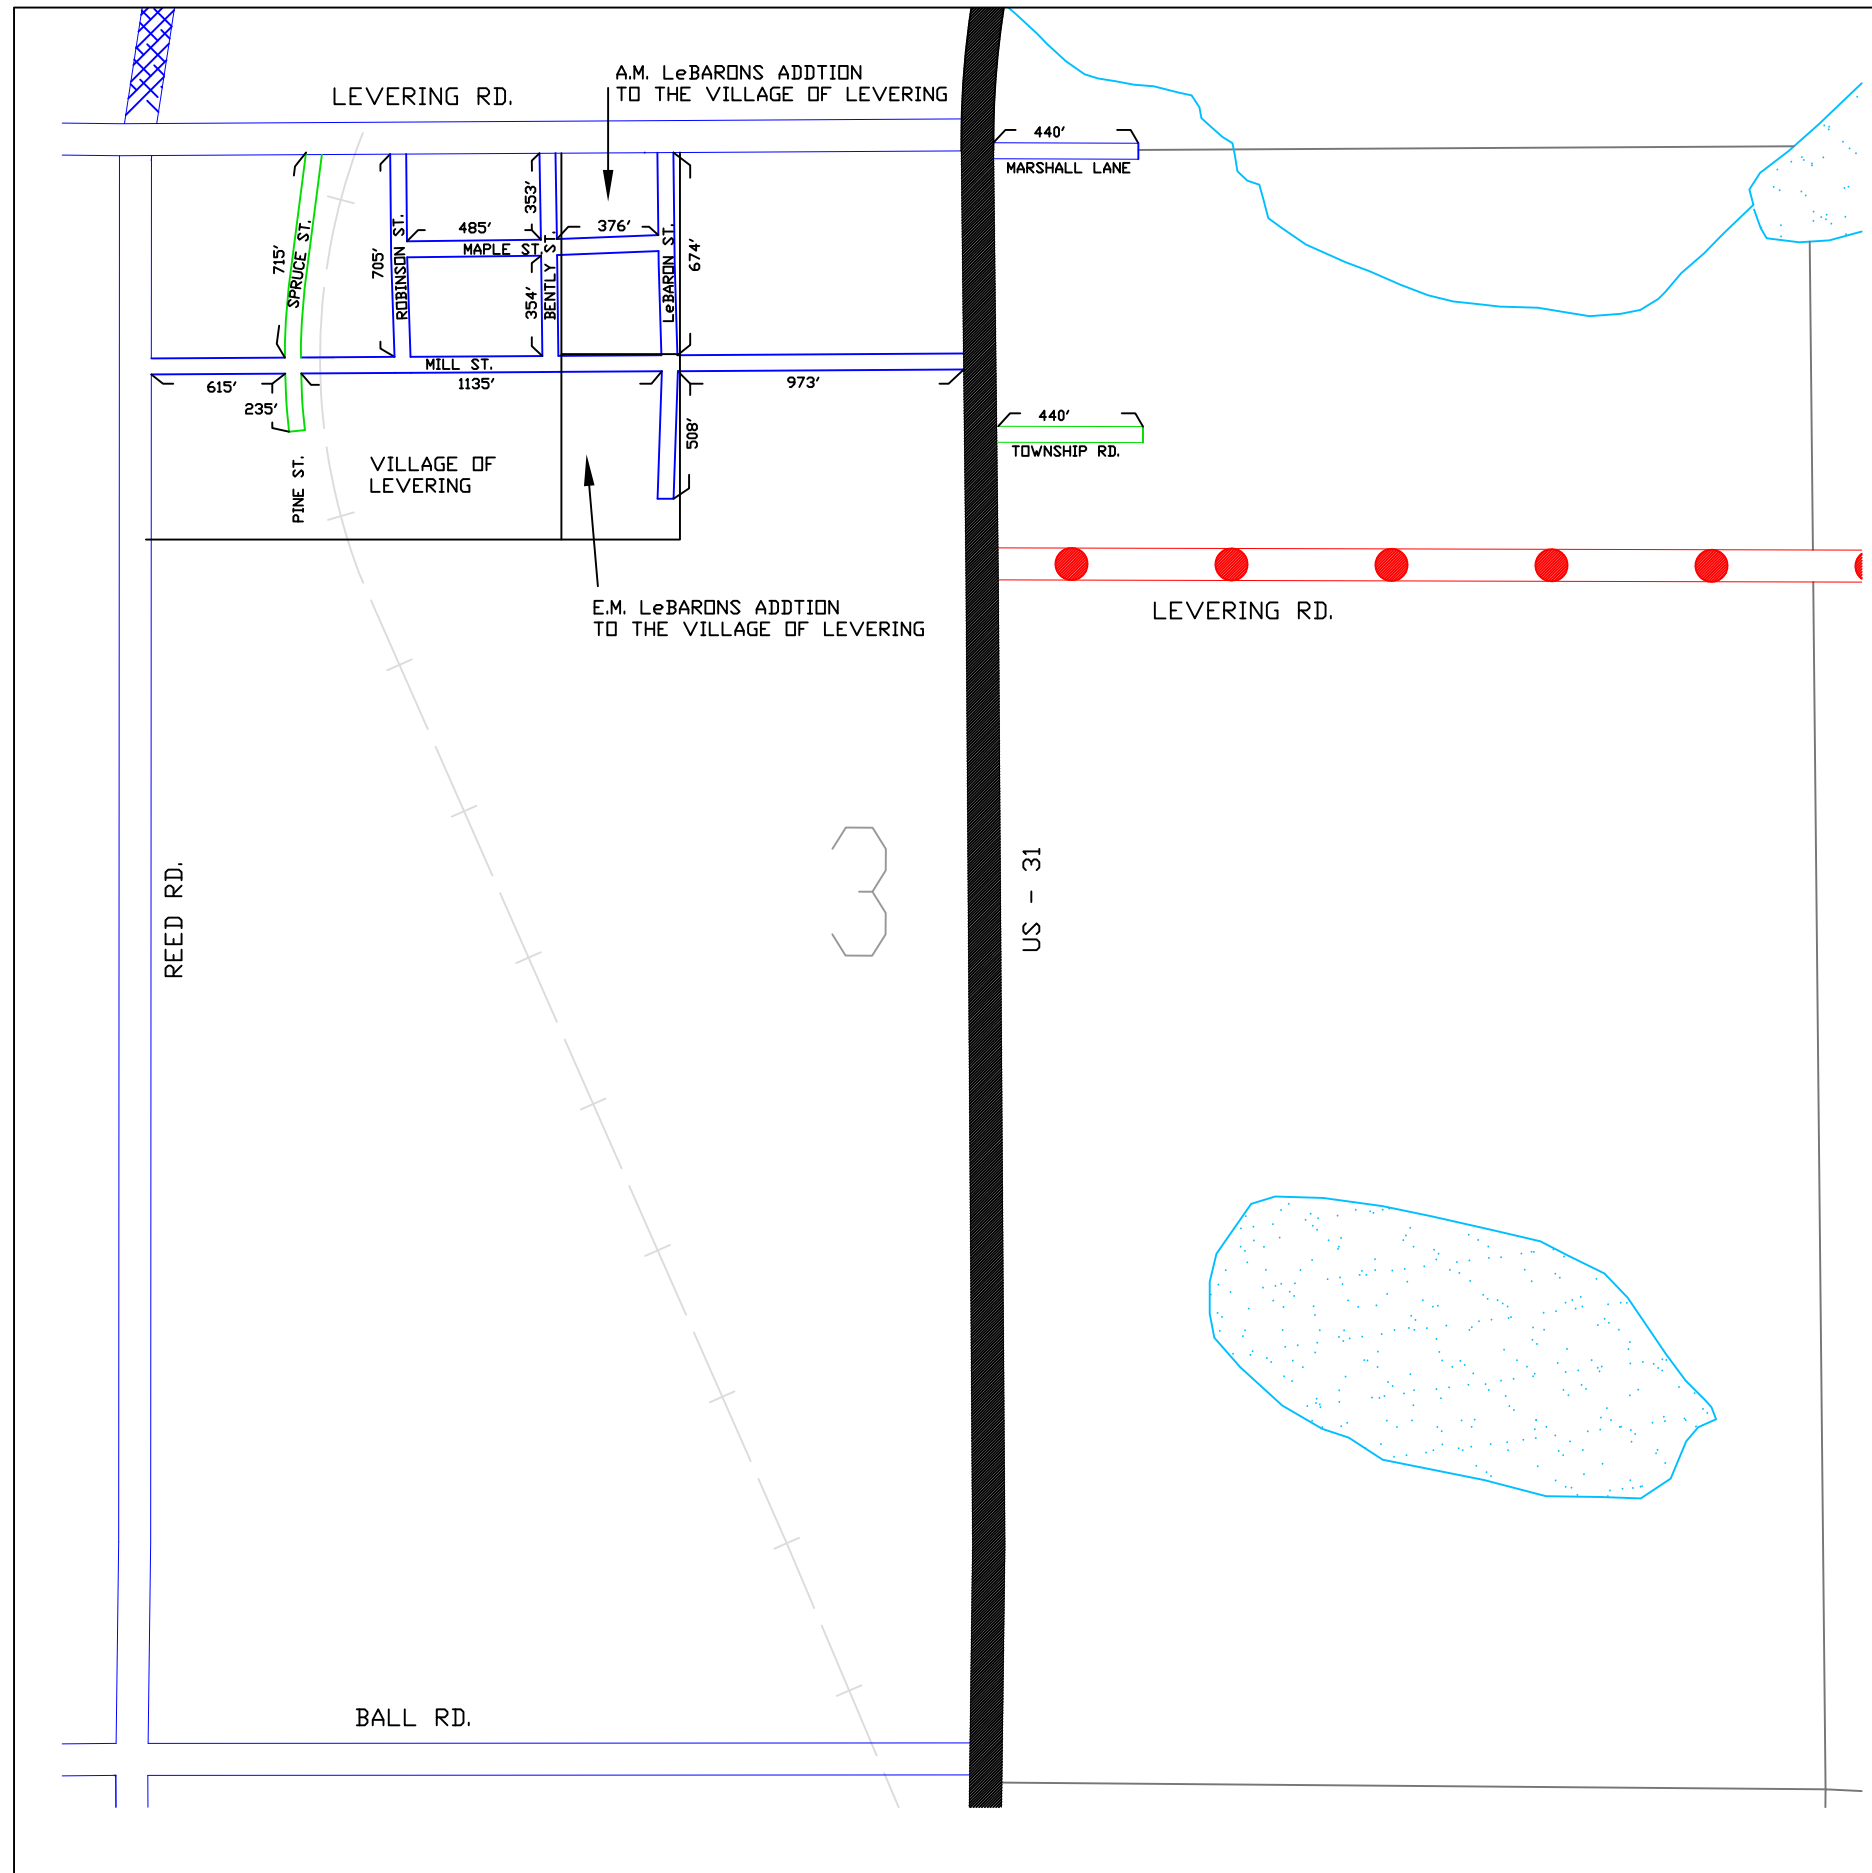 A.M. LeBARONS ADDTION
TO THE VILLAGE OF LEVERING
LEVERING RD.
440'
MARSHALL LANE
353'
485'
376'
MAPLE ST.
715'
SPRUCE ST.
705'
ROBINSON ST.
354'
BENTLY ST.
LeBARON ST.
674'
MILL ST.
615'
1135'
973'
235'
508'
440'
TOWNSHIP RD.
PINE ST.
VILLAGE OF
LEVERING
E.M. LeBARONS ADDTION
TO THE VILLAGE OF LEVERING
LEVERING RD.
REED RD.
3
US - 31
BALL RD.